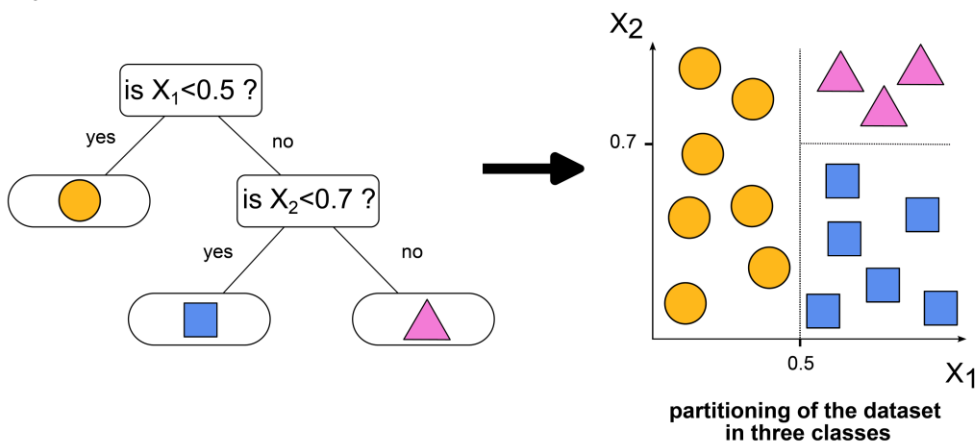 is X₁<0.5 ?
yes
no
is X₂<0.7 ?
yes
no
X₂
0.7
0.5
X₁
partitioning of the dataset
in three classes